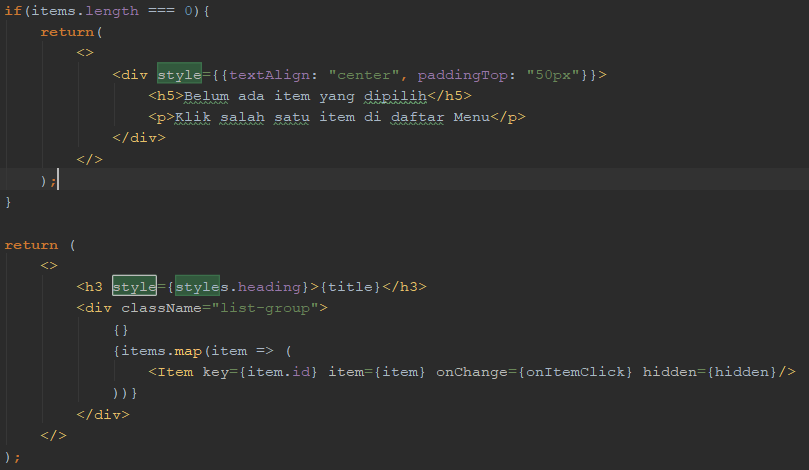 if(items.length === 0){
    return(
        <>
            <div style={{textAlign: "center", paddingTop: "50px"}}>
                <h5>Belum ada item yang dipilih</h5>
                <p>Klik salah satu item di daftar Menu</p>
            </div>
        </>
    );
}
return (
    <>
        <h3 style={styles.heading}>{title}</h3>
        <div className="list-group">
            {}
            {items.map(item => (
                <Item key={item.id} item={item} onChange={onItemClick} hidden={hidden}/>
            ))}
        </div>
    </>
);